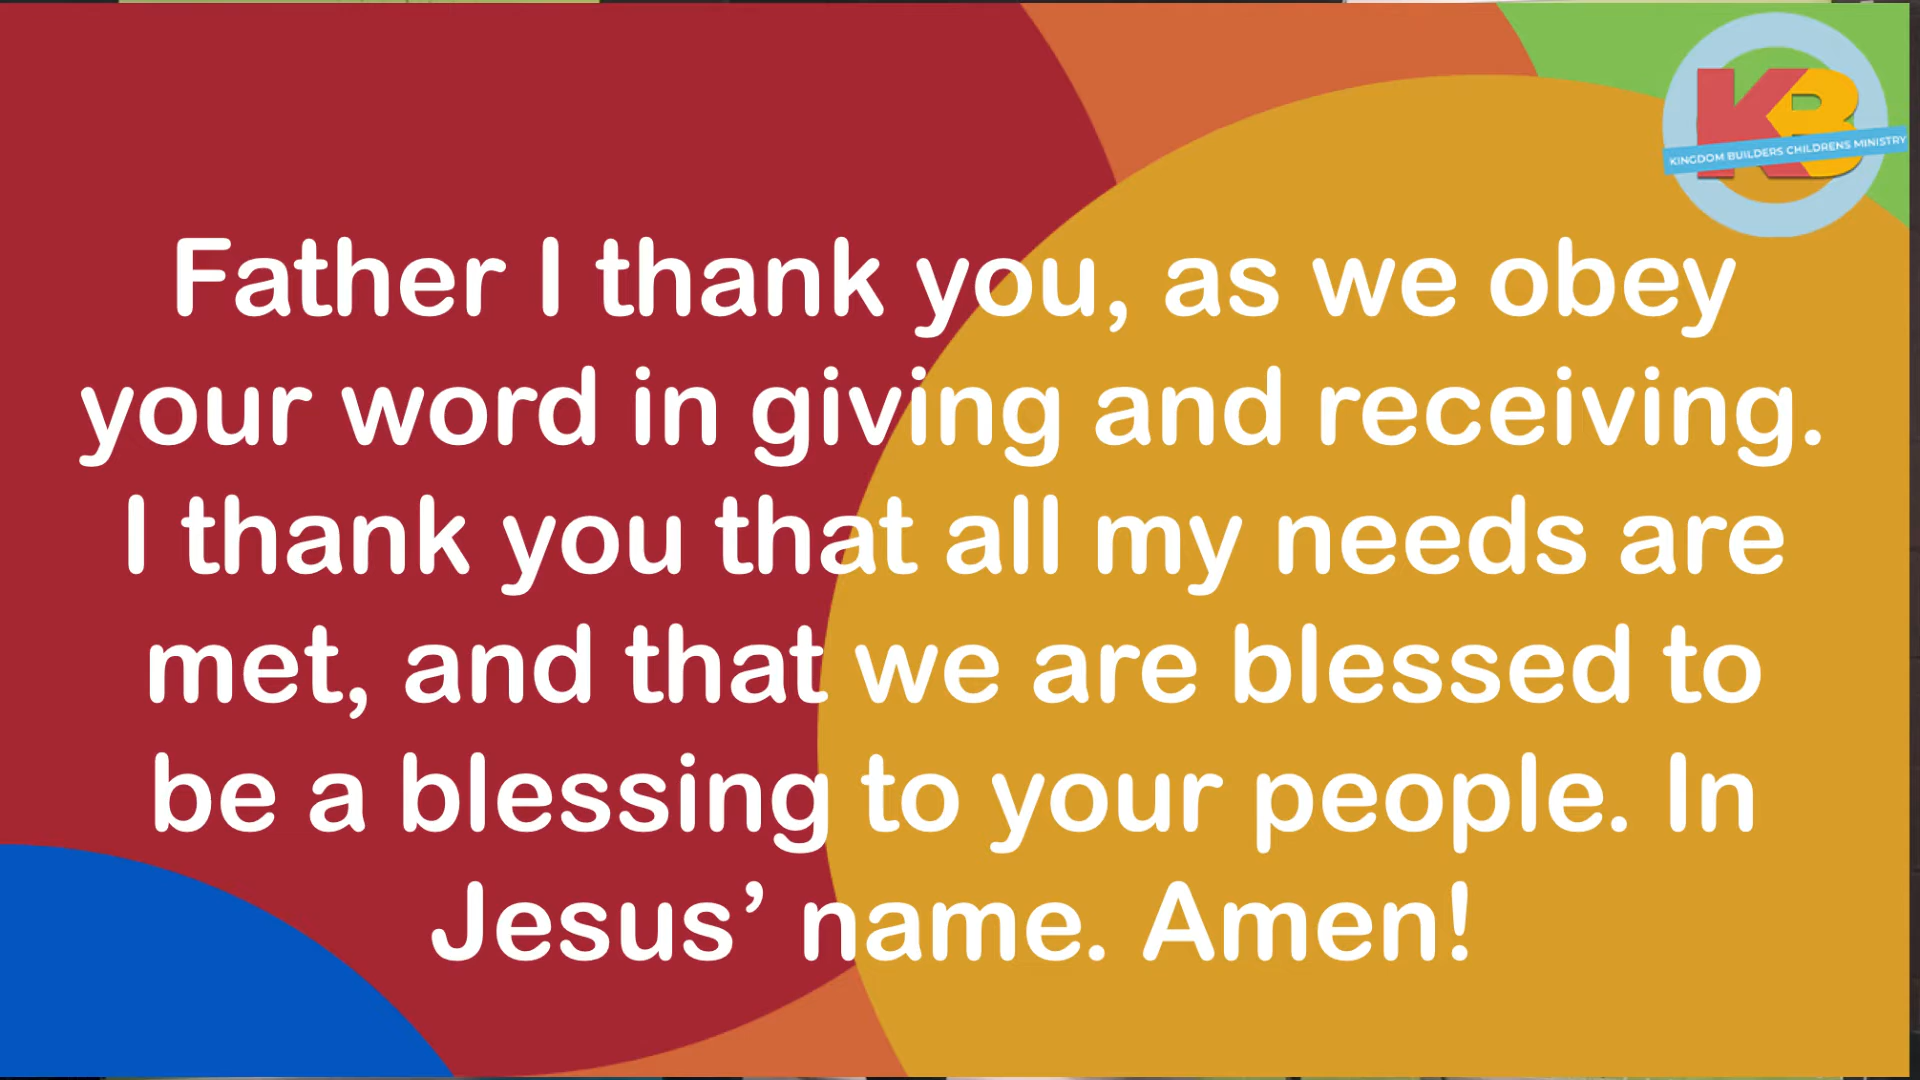 KB
KINGDOM BUILDERS CHILDRENS MINISTRY
Father I thank you, as we obey
your word in giving and receiving.
I thank you that all my needs are
met, and that we are blessed to
be a blessing to your people. In
Jesus’ name. Amen!